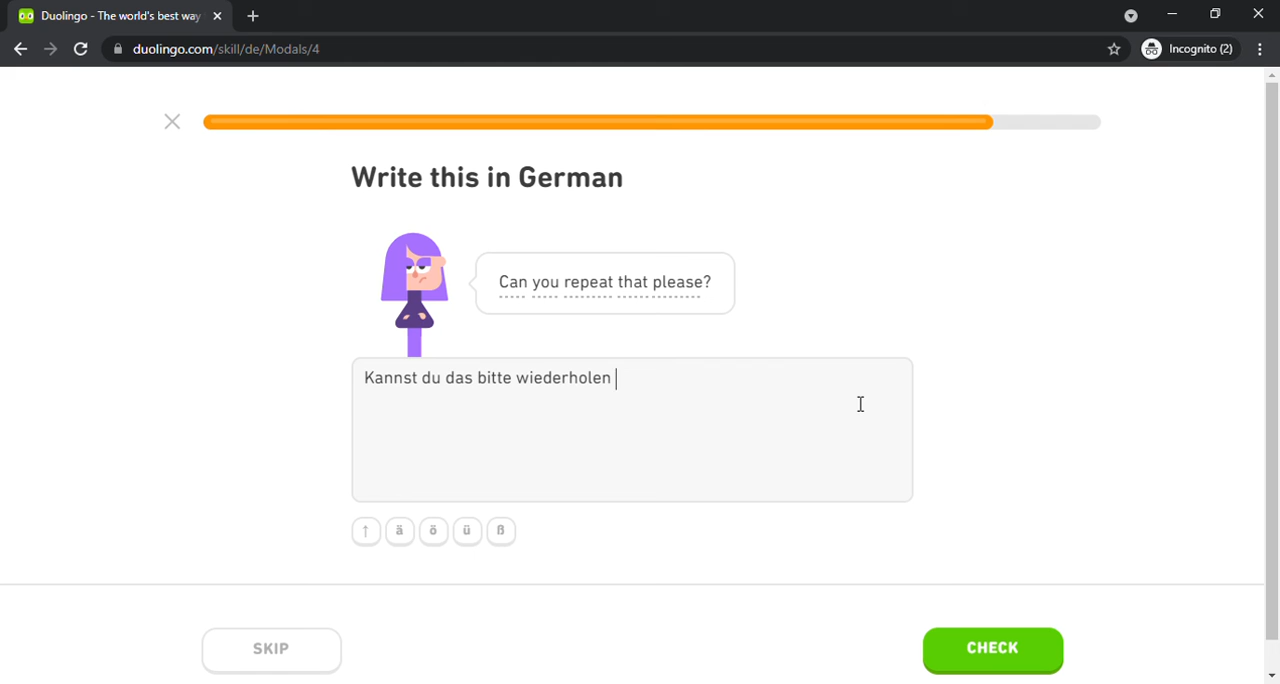 Duolingo - The world's best way
duolingo.com/skill/de/Modals/4
Incognito (2)
Write this in German
Can you repeat that please?
Kannst du das bitte wiederholen
↑ ä ö ü ß
SKIP
CHECK